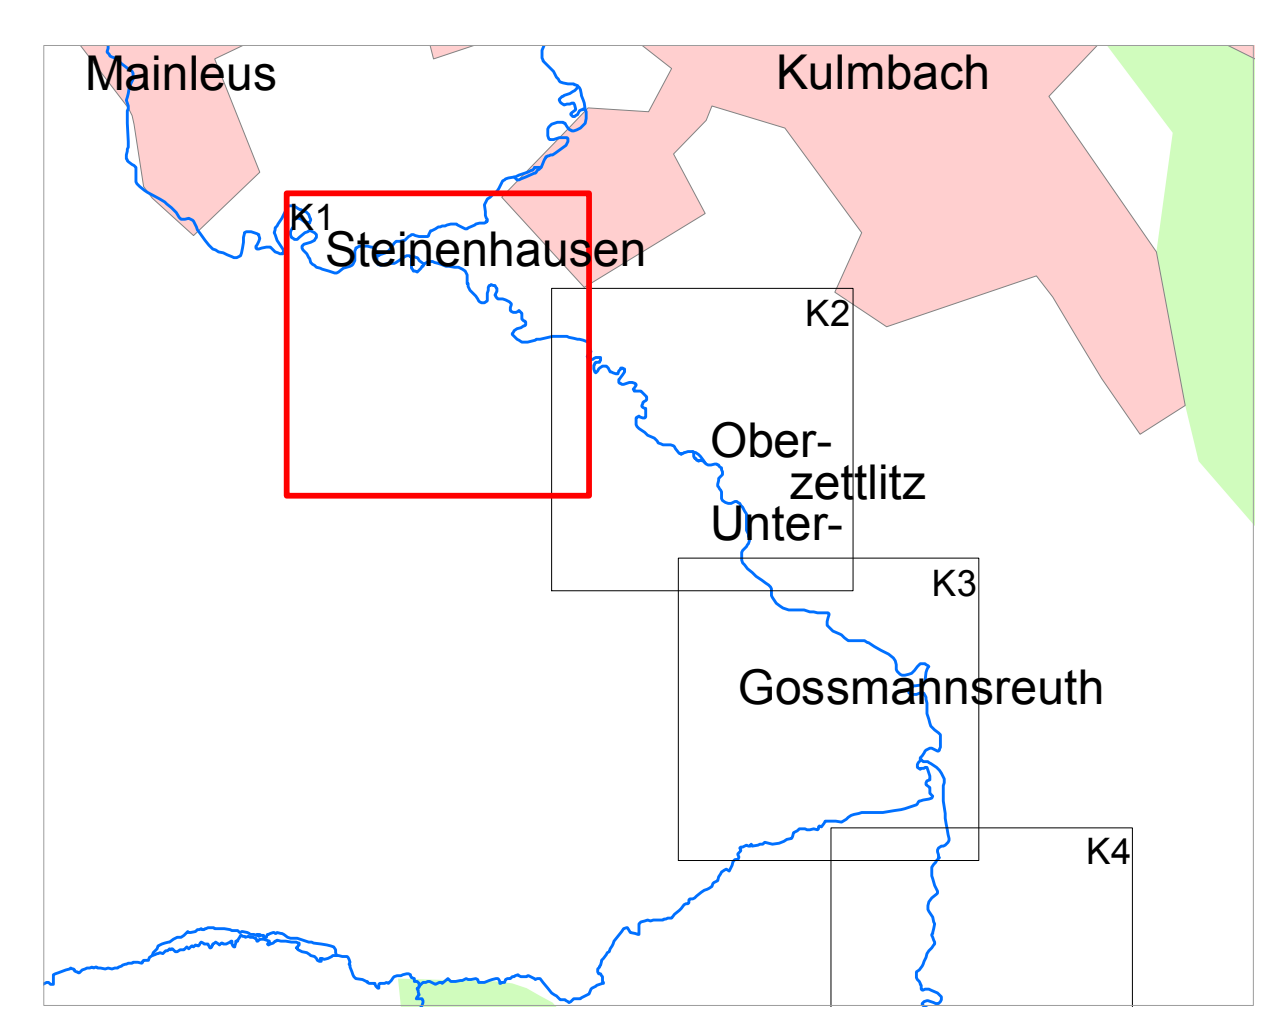 Mainleus
Kulmbach
K1
Steinenhausen
K2
Ober-
zettlitz
Unter-
K3
Gossmannsreuth
K4